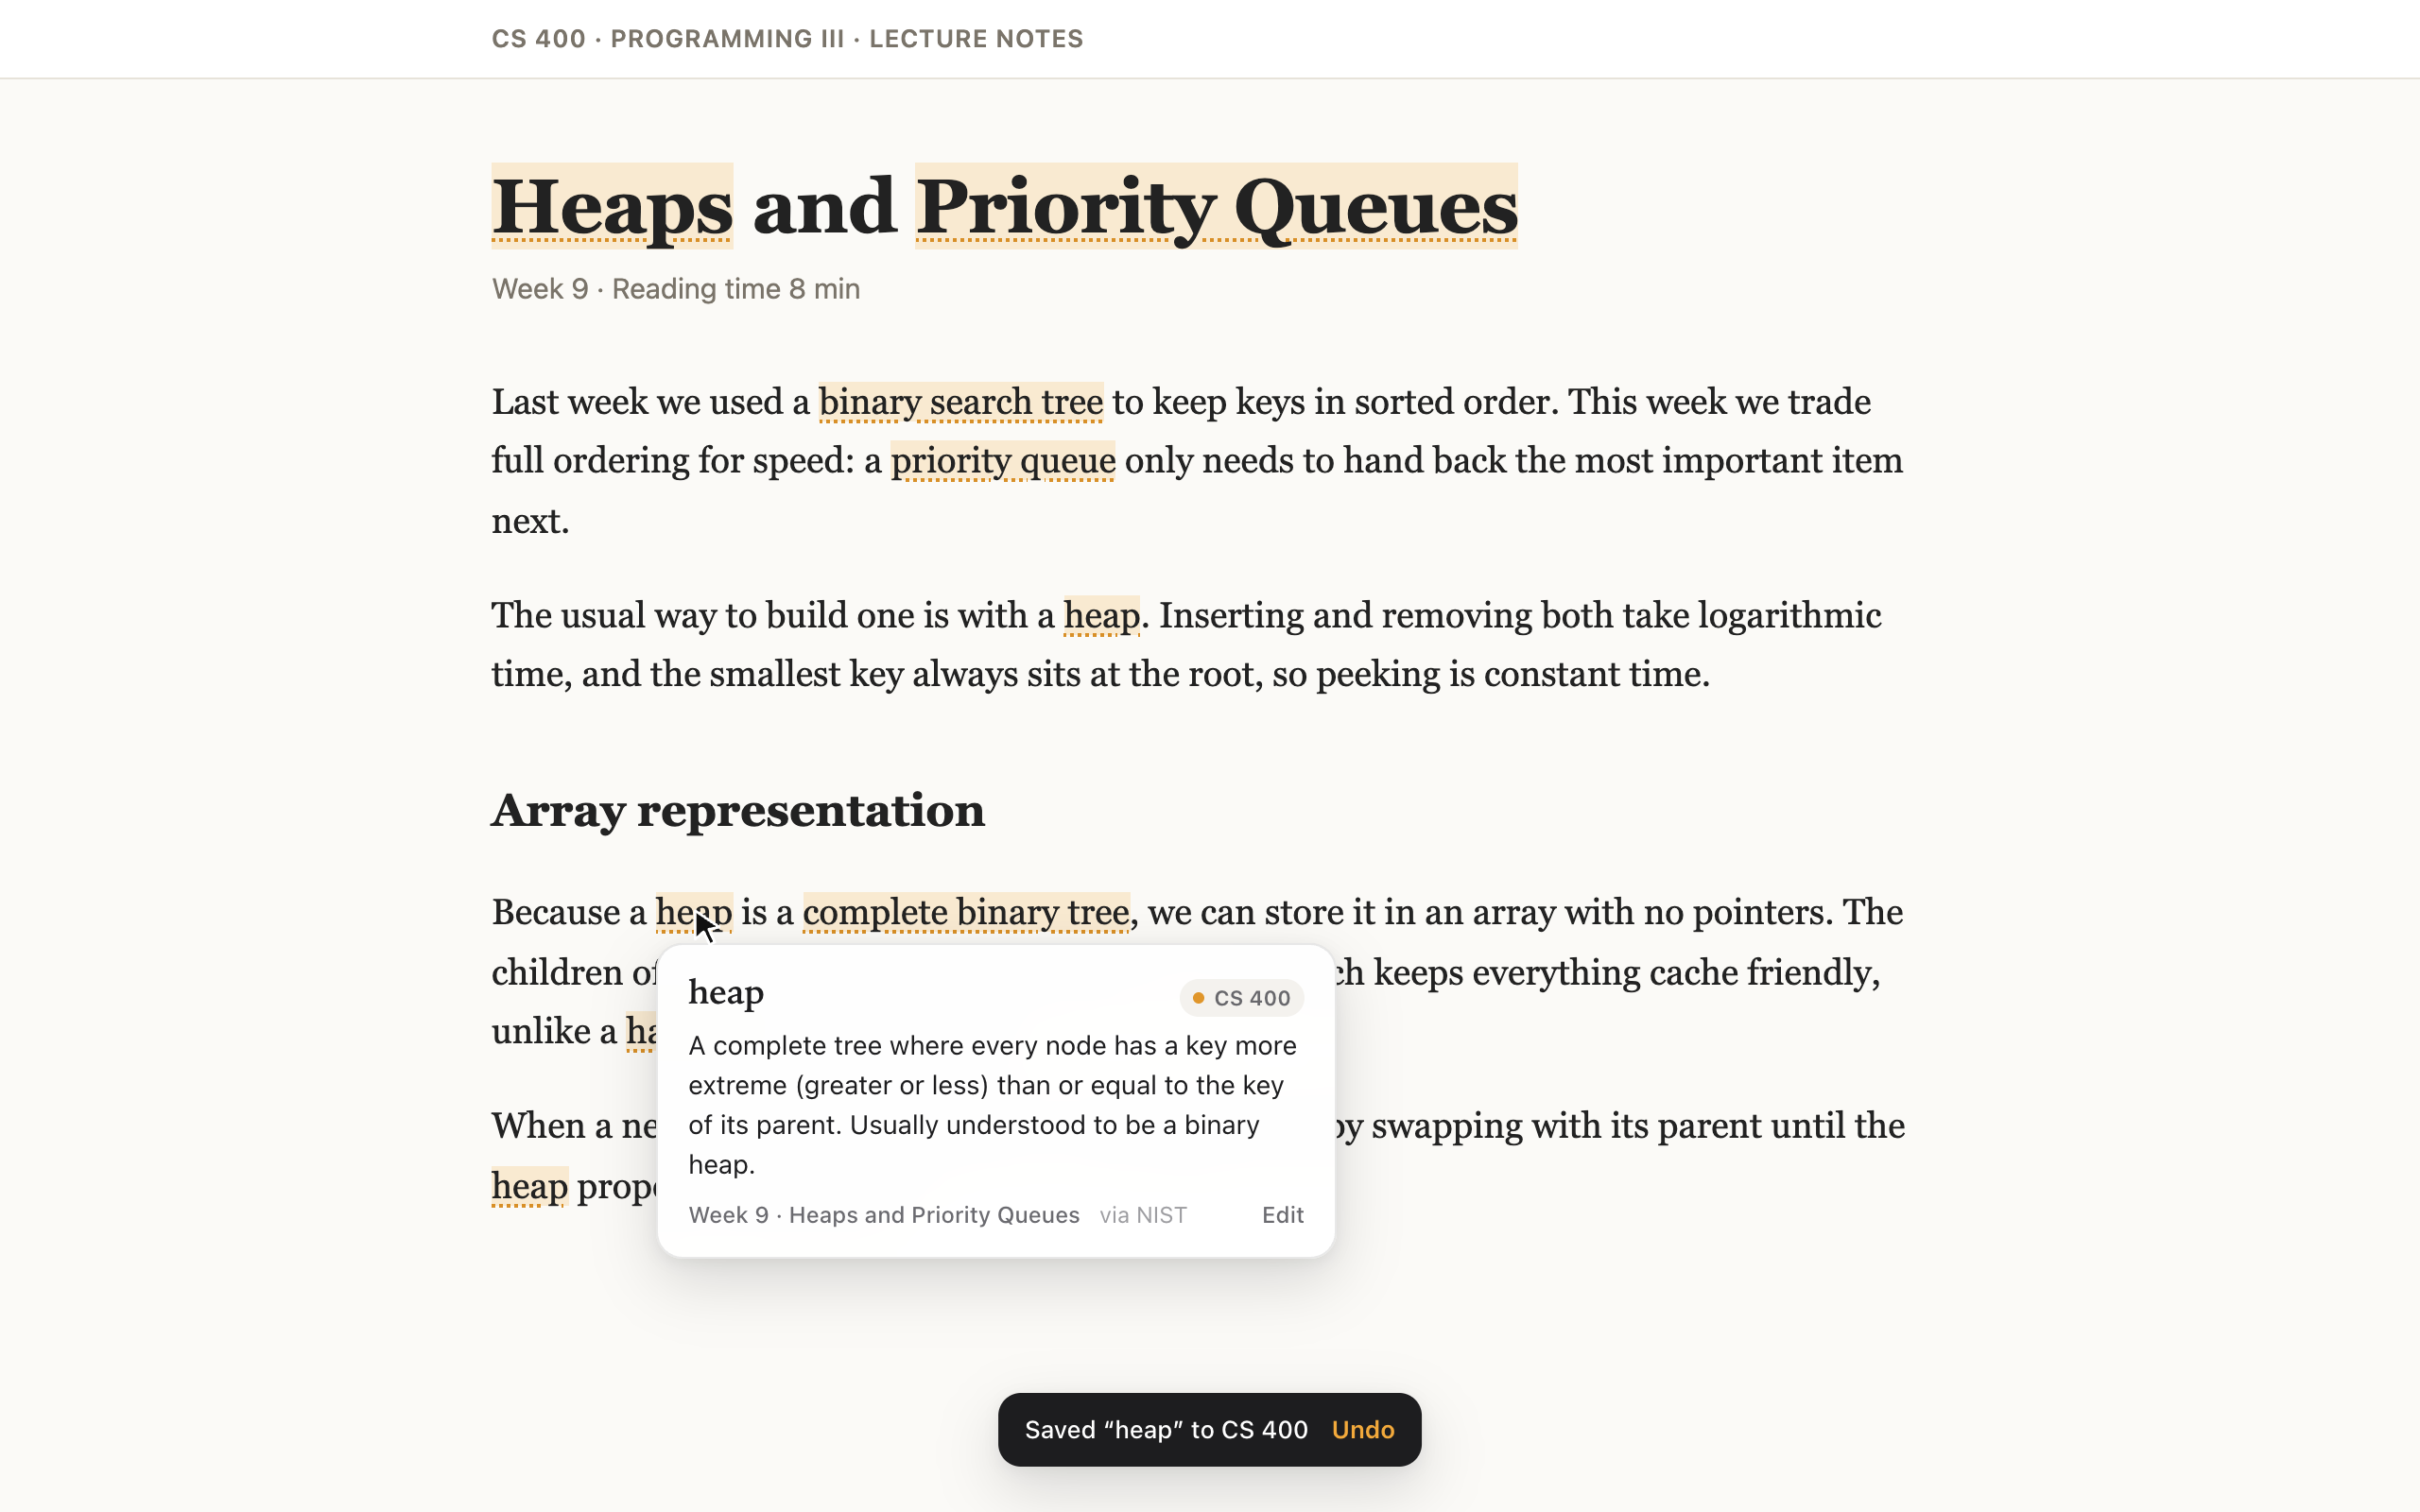 CS 400 · PROGRAMMING III · LECTURE NOTES
Heaps and Priority Queues
Week 9 · Reading time 8 min
Last week we used a binary search tree to keep keys in sorted order. This week we trade
full ordering for speed: a priority queue only needs to hand back the most important item
next.
The usual way to build one is with a heap. Inserting and removing both take logarithmic
time, and the smallest key always sits at the root, so peeking is constant time.
Array representation
Because a heap is a complete binary tree, we can store it in an array with no pointers. The
children keeps everything cache friendly,
unlike a
When a swapping with its parent until the
heap
heap
CS 400
A complete tree where every node has a key more
extreme (greater or less) than or equal to the key
of its parent. Usually understood to be a binary
heap.
Week 9 · Heaps and Priority Queues via NIST Edit
Saved “heap” to CS 400 Undo